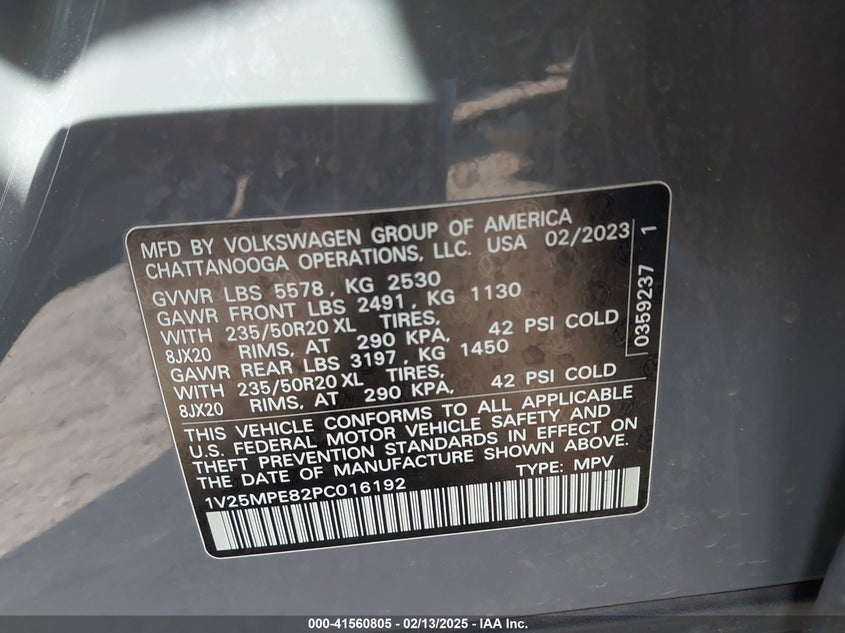 MFD BY VOLKSWAGEN GROUP OF AMERICA
CHATTANOOGA OPERATIONS, LLC. USA 02/2023
GVWR LBS 5578, KG 2530
GAWR FRONT LBS 2491, KG 1130
WITH 235/50R20 XL TIRES,
8JX20 RIMS, AT 290 KPA, 42 PSI COLD
GAWR REAR LBS 3197, KG 1450
WITH 235/50R20 XL TIRES,
8JX20 RIMS, AT 290 KPA, 42 PSI COLD
THIS VEHICLE CONFORMS TO ALL APPLICABLE
U.S. FEDERAL MOTOR VEHICLE SAFETY AND
THEFT PREVENTION STANDARDS IN EFFECT ON
THE DATE OF MANUFACTURE SHOWN ABOVE.
TYPE: MPV
1V25MPE82PC016192
0359237 1
000-41560805 - 02/13/2025 - IAA Inc.